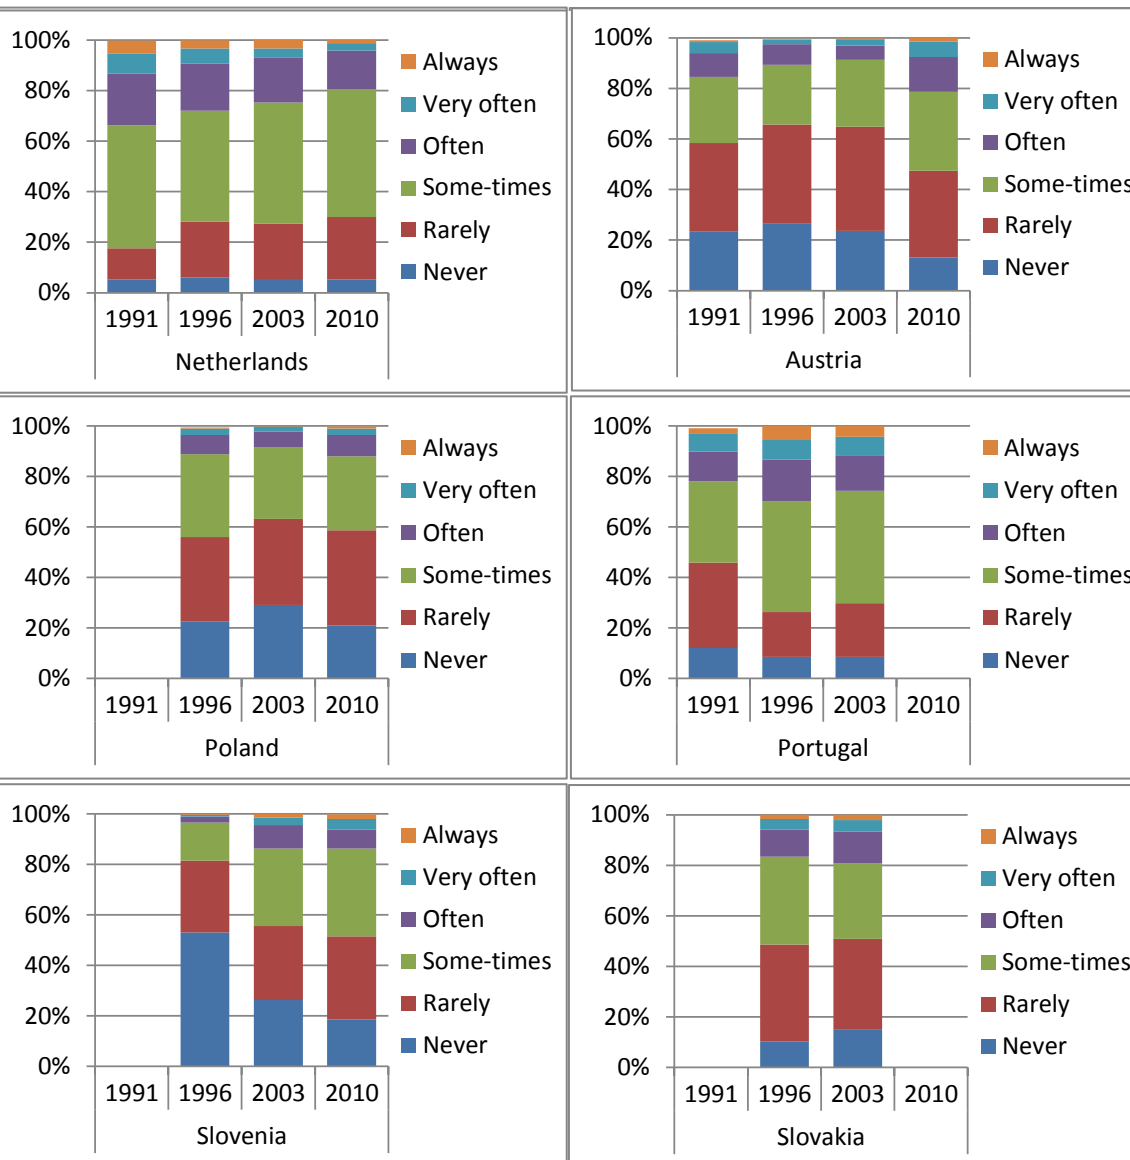 100%
80%
60%
40%
20%
0%
1991 1996 2003 2010
Netherlands
Always
Very often
Often
Some-times
Rarely
Never
100%
80%
60%
40%
20%
0%
1991 1996 2003 2010
Austria
Always
Very often
Often
Some-times
Rarely
Never
100%
80%
60%
40%
20%
0%
1991 1996 2003 2010
Poland
Always
Very often
Often
Some-times
Rarely
Never
100%
80%
60%
40%
20%
0%
1991 1996 2003 2010
Portugal
Always
Very often
Often
Some-times
Rarely
Never
100%
80%
60%
40%
20%
0%
1991 1996 2003 2010
Slovenia
Always
Very often
Often
Some-times
Rarely
Never
100%
80%
60%
40%
20%
0%
1991 1996 2003 2010
Slovakia
Always
Very often
Often
Some-times
Rarely
Never